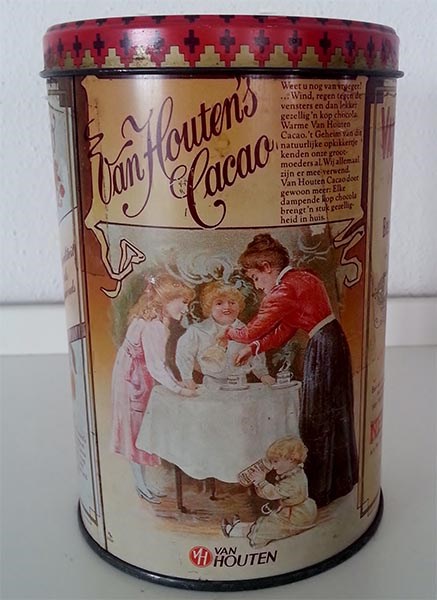 Van Houten's
Cacao
Weet u nog van vroeger?
... Wind, regen tegen de
vensters en dan lekker
gezellig 'n kop chocola.
Warme Van Houten
Cacao. 't Geheim van die
natuurlijke opkikkertje
kenden onze groot-
moeders al. Wij allemaal
zijn er mee verwend.
Van Houten Cacao doet
gewoon meer: Elke
dampende kop chocola
brengt 'n stuk gezellig-
heid in huis.
VH VAN
HOUTEN